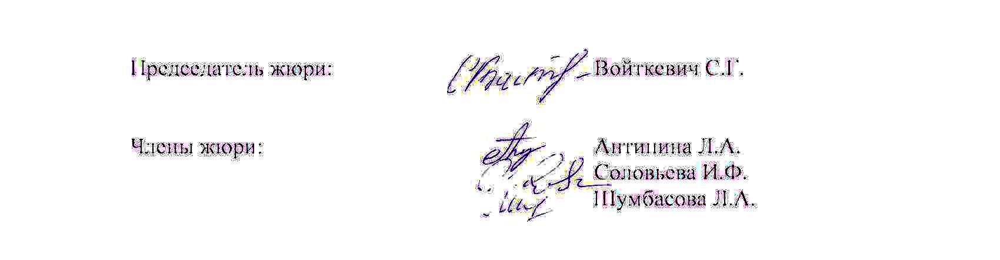 Председатель жюри: Войткевич С.Г.
Члены жюри: Антипина Л.А.
Соловьева И.Ф.
Шумбасова Л.А.